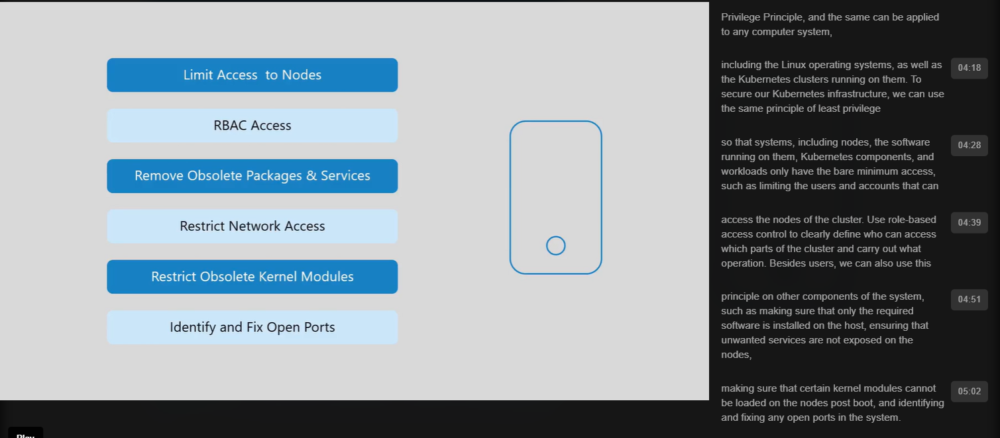 Limit Access to Nodes
RBAC Access
Remove Obsolete Packages & Services
Restrict Network Access
Restrict Obsolete Kernel Modules
Identify and Fix Open Ports
Privilege Principle, and the same can be applied
to any computer system,
including the Linux operating systems, as well as
the Kubernetes clusters running on them. To
secure our Kubernetes infrastructure, we can use
the same principle of least privilege
04:18
so that systems, including nodes, the software
running on them, Kubernetes components, and
workloads only have the bare minimum access,
such as limiting the users and accounts that can
04:28
access the nodes of the cluster. Use role-based
access control to clearly define who can access
which parts of the cluster and carry out what
operation. Besides users, we can also use this
04:39
principle on other components of the system,
such as making sure that only the required
software is installed on the host, ensuring that
unwanted services are not exposed on the
nodes,
04:51
making sure that certain kernel modules cannot
be loaded on the nodes post boot, and identifying
and fixing any open ports in the system.
05:02
Play